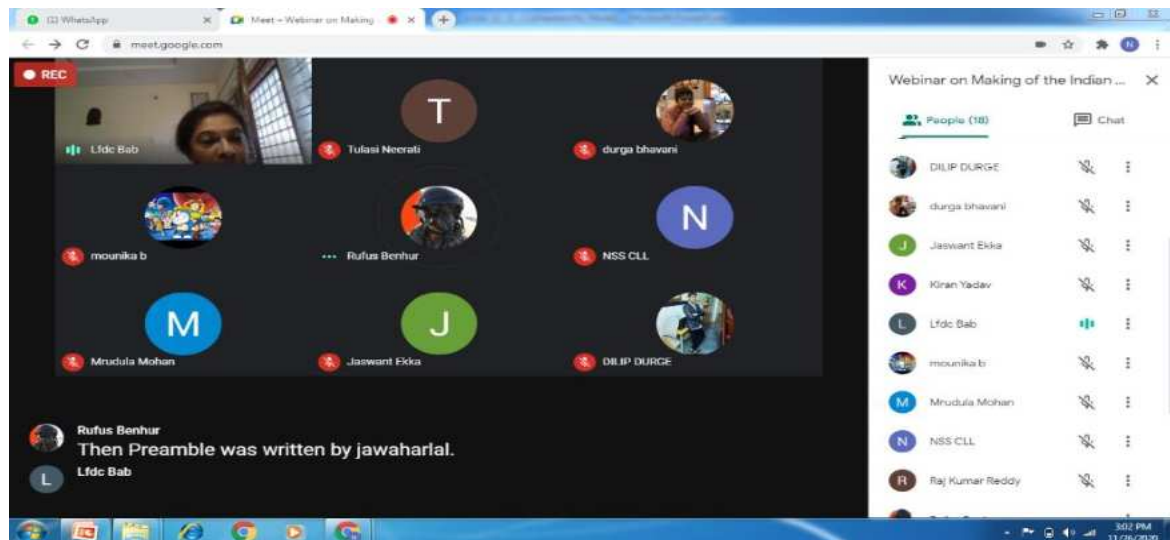 (1) WhatsApp
Meet – Webinar on Making
meet.google.com
N
REC
Lfdc Bab
T
Tulasi Neerati
durga bhavani
mounika b
Rufus Benhur
N
NSS CLL
M
Mrudula Mohan
J
Jaswant Ekka
DILIP DURGE
Rufus Benhur
Then Preamble was written by jawaharlal.
L
Lfdc Bab
Webinar on Making of the Indian ...
People (18)
Chat
DILIP DURGE
durga bhavani
J
Jaswant Ekka
K
Kiran Yadav
L
Lfdc Bab
mounika b
M
Mrudula Mohan
N
NSS CLL
R
Raj Kumar Reddy
3:02 PM
11/26/2020